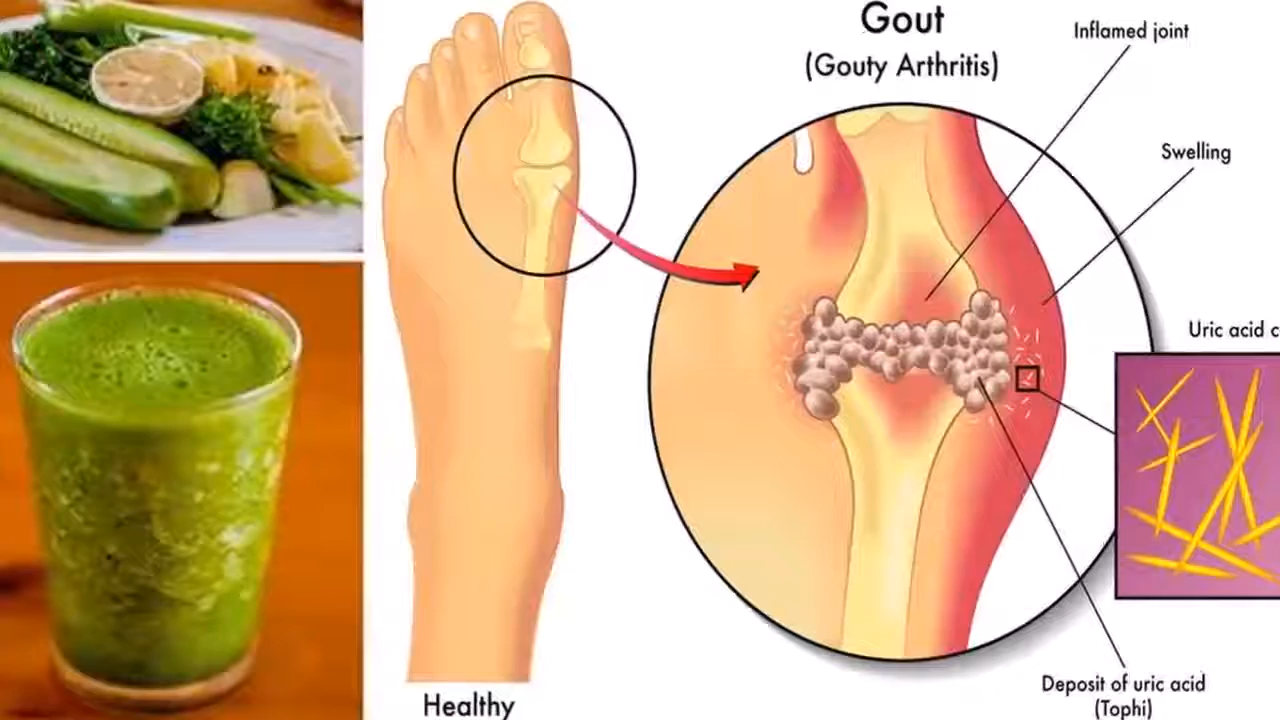 Gout
(Gouty Arthritis)
Inflamed joint
Swelling
Uric acid c
Deposit of uric acid
(Tophi)
Healthy